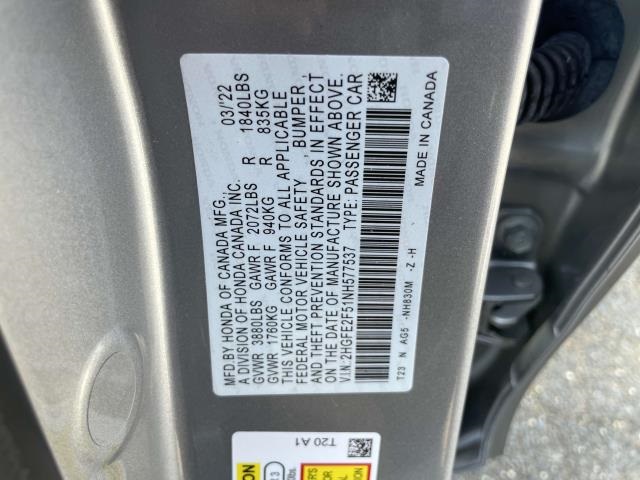 MFD.BY HONDA OF CANADA MFG. 03/22
A DIVISION OF HONDA CANADA INC.
GVWR 3880LBS GAWR F 2072LBS R 1840LBS
GVWR 1760KG GAWR F 940KG R 835KG
THIS VEHICLE CONFORMS TO ALL APPLICABLE
FEDERAL MOTOR VEHICLE SAFETY BUMPER,
& THEFT PREVENTION STANDARDS IN EFFECT
ON THE DATE OF MANUFACTURE SHOWN ABOVE.
V.I.N.:2HGFE2F51NH577537 TYPE: PASSENGER CAR
T23 N AG5 -NH830M -Z -H
MADE IN CANADA
T20 A1